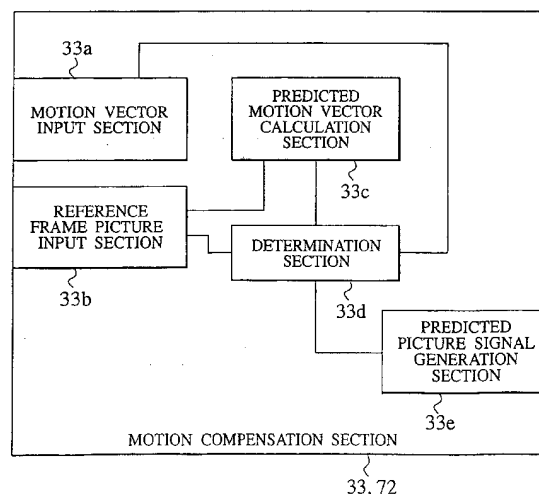 33a
MOTION VECTOR
INPUT SECTION
PREDICTED
MOTION VECTOR
CALCULATION
SECTION
33c
REFERENCE
FRAME PICTURE
INPUT SECTION
33b
DETERMINATION
SECTION
33d
PREDICTED
PICTURE SIGNAL
GENERATION
SECTION
33e
MOTION COMPENSATION SECTION
33, 72